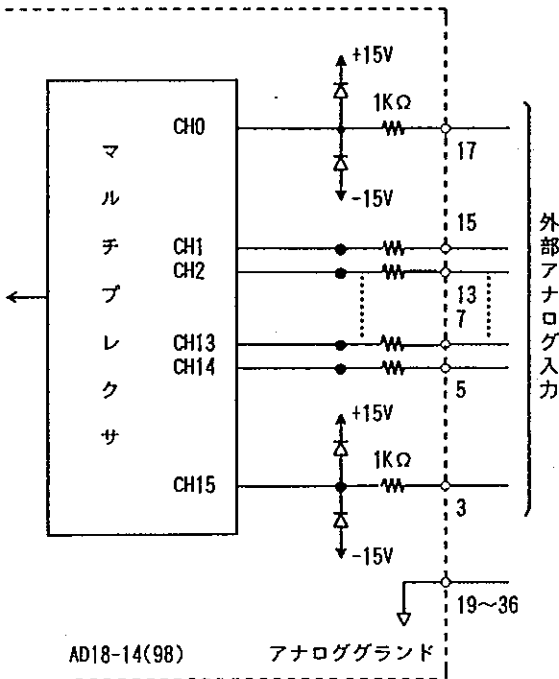 +15V
1KΩ
CH0
17
-15V
マルチプレクサ
15
CH1
CH2
13
7
CH13
CH14
5
外部アナログ入力
+15V
1KΩ
CH15
3
-15V
19〜36
AD18-14(98)
アナロググランド